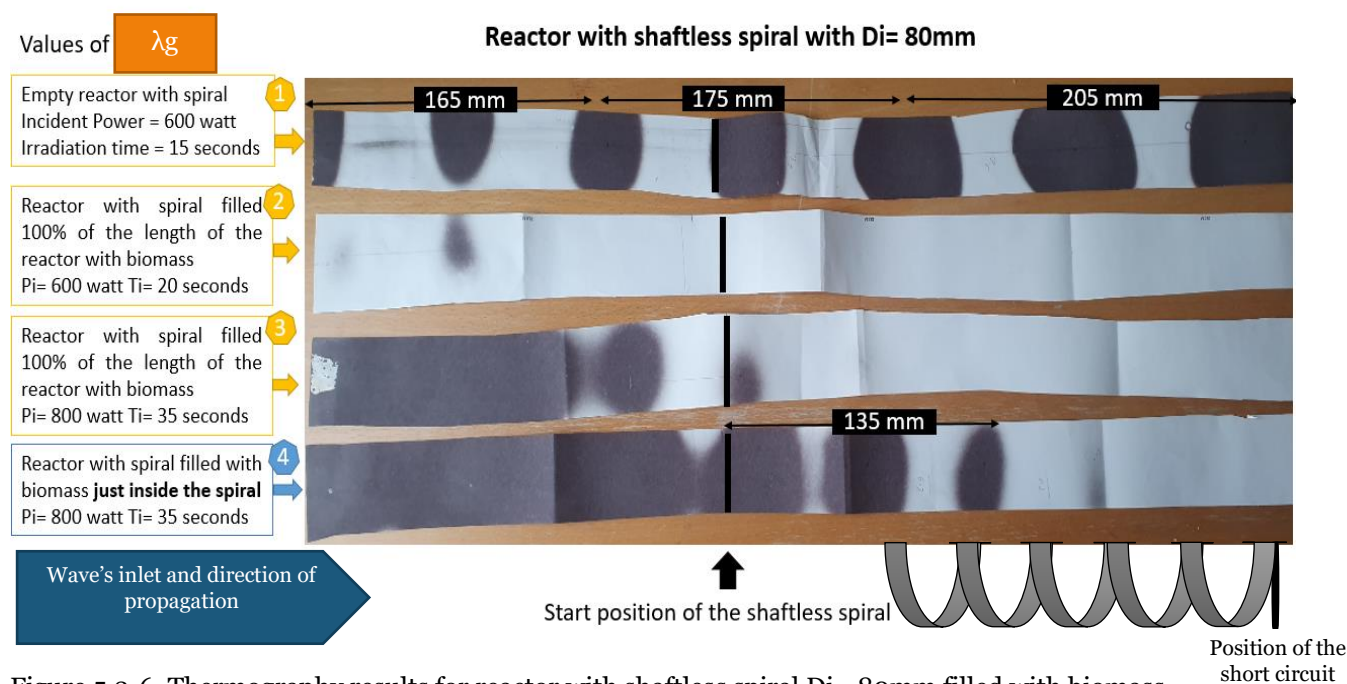 Values of λg
Reactor with shaftless spiral with Di= 80mm
1
Empty reactor with spiral
Incident Power = 600 watt
Irradiation time = 15 seconds
165 mm
175 mm
205 mm
2
Reactor with spiral filled
100% of the length of the
reactor with biomass
Pi= 600 watt Ti= 20 seconds
3
Reactor with spiral filled
100% of the length of the
reactor with biomass
Pi= 800 watt Ti= 35 seconds
135 mm
4
Reactor with spiral filled with
biomass just inside the spiral
Pi= 800 watt Ti= 35 seconds
Wave’s inlet and direction of
propagation
Start position of the shaftless spiral
Position of the
short circuit